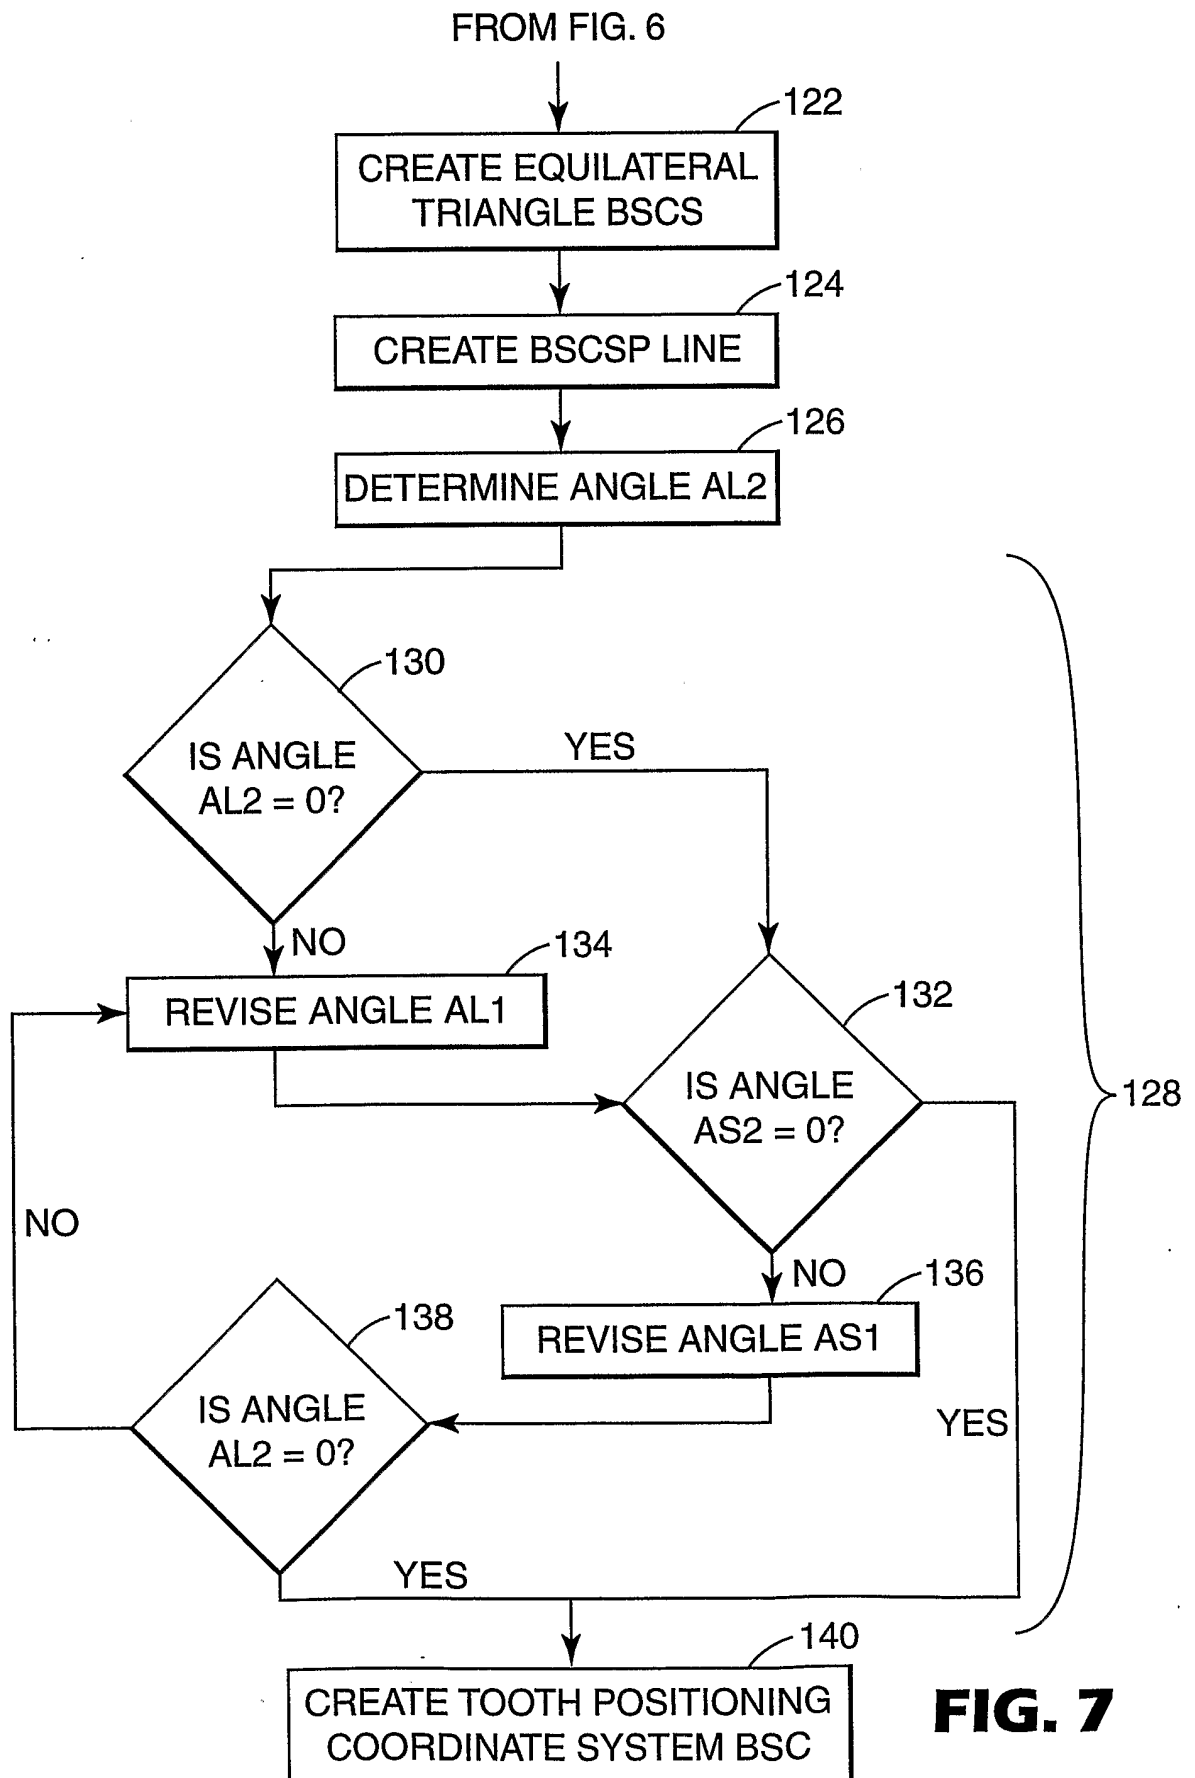 FROM FIG. 6
122
CREATE EQUILATERAL
TRIANGLE BSCS
124
CREATE BSCSP LINE
126
DETERMINE ANGLE AL2
130
IS ANGLE
AL2 = 0?
YES
NO
134
REVISE ANGLE AL1
132
IS ANGLE
AS2 = 0?
128
NO
NO
136
REVISE ANGLE AS1
138
IS ANGLE
AL2 = 0?
YES
YES
140
CREATE TOOTH POSITIONING
COORDINATE SYSTEM BSC
FIG. 7